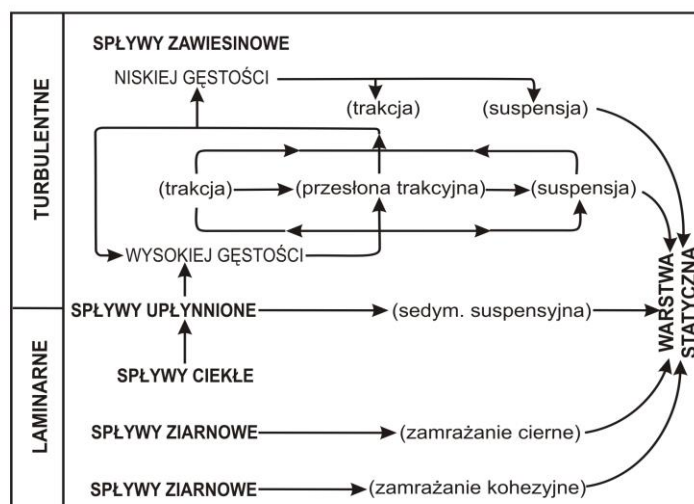 TURBULENTNE
SPŁYWY ZAWIESINOWE
NISKIEJ GĘSTOŚCI
(trakcja)
(suspensja)
(trakcja)
(przesłona trakcyjna)
(suspensja)
WYSOKIEJ GĘSTOŚCI
WARSTWA
STATYCZNA
LAMINARNE
SPŁYWY UPŁYNNIONE
(sedym. suspensyjna)
SPŁYWY CIEKŁE
SPŁYWY ZIARNOWE
(zamrażanie cierne)
SPŁYWY ZIARNOWE
(zamrażanie kohezyjne)